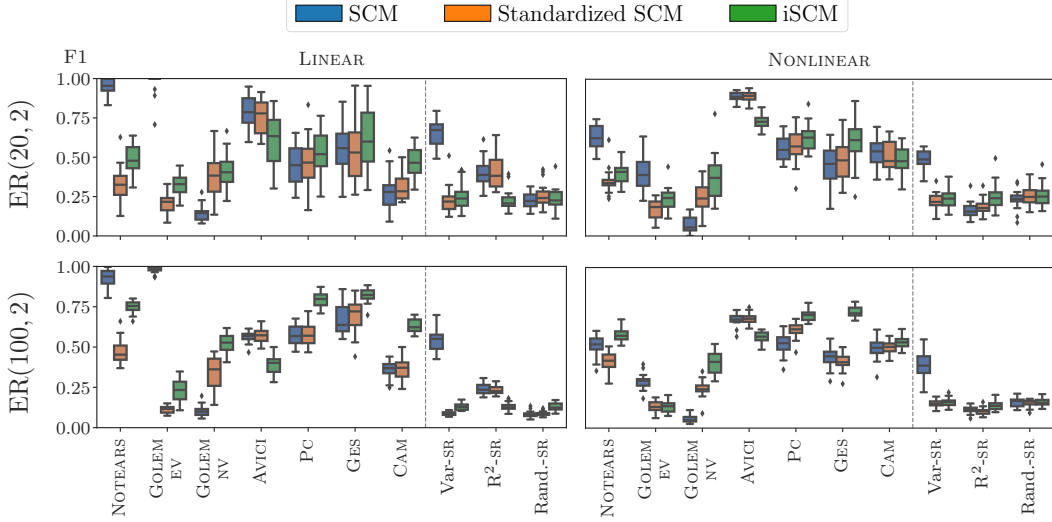 SCM Standardized SCM iSCM
F1 LINEAR NONLINEAR
ER(20, 2)
1.00
0.75
0.50
0.25
0.00
ER(100, 2)
1.00
0.75
0.50
0.25
0.00
NOTEARS
GOLEM EV
GOLEM NV
AVICI
PC
GES
CAM
VAR-SR
R²-SR
RAND.-SR
NOTEARS
GOLEM EV
GOLEM NV
AVICI
PC
GES
CAM
VAR-SR
R²-SR
RAND.-SR